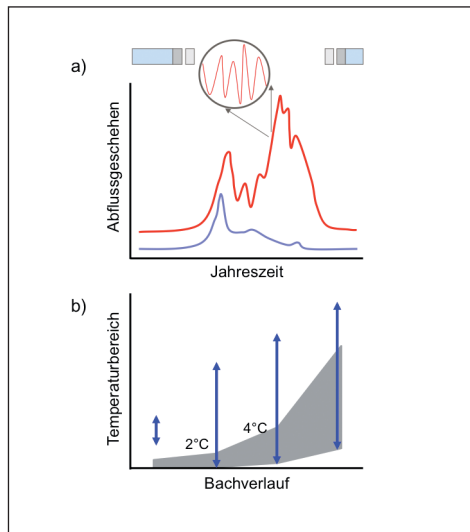 a)
Abflussgeschehen
Jahreszeit
b)
Temperaturbereich
2°C
4°C
Bachverlauf